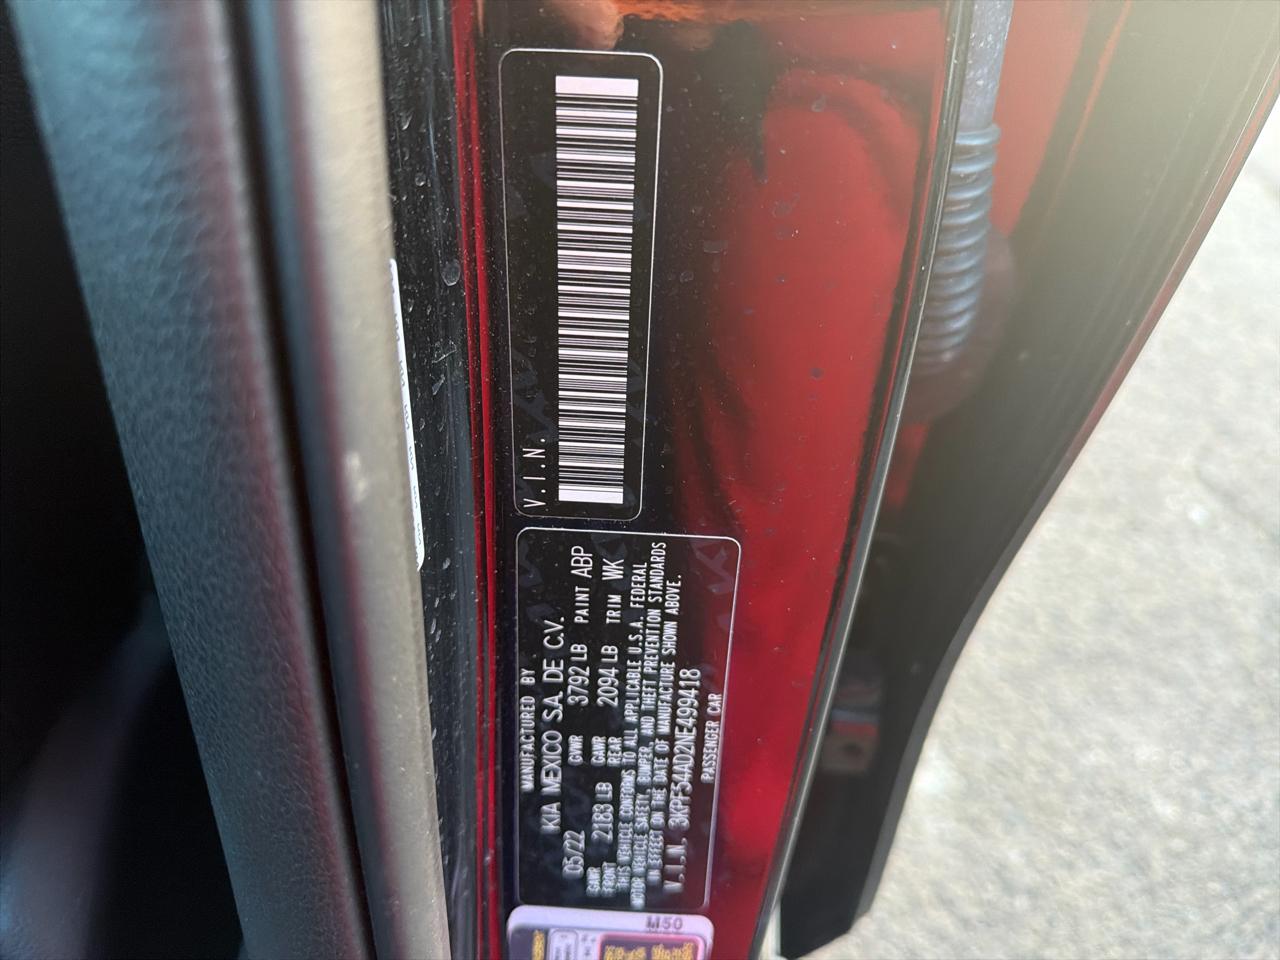 V.I.N.
MANUFACTURED BY
KIA MEXICO S.A. DE C.V.
05/22 GVWR 3792 LB PAINT ABP
GAWR FRONT 2183 LB GAWR REAR 2094 LB TRIM WK
THIS VEHICLE CONFORMS TO ALL APPLICABLE U.S.A. FEDERAL
MOTOR VEHICLE SAFETY, BUMPER, AND THEFT PREVENTION STANDARDS
IN EFFECT ON THE DATE OF MANUFACTURE SHOWN ABOVE.
V.I.N. 3KPF54AD2NE499418
PASSENGER CAR
M50